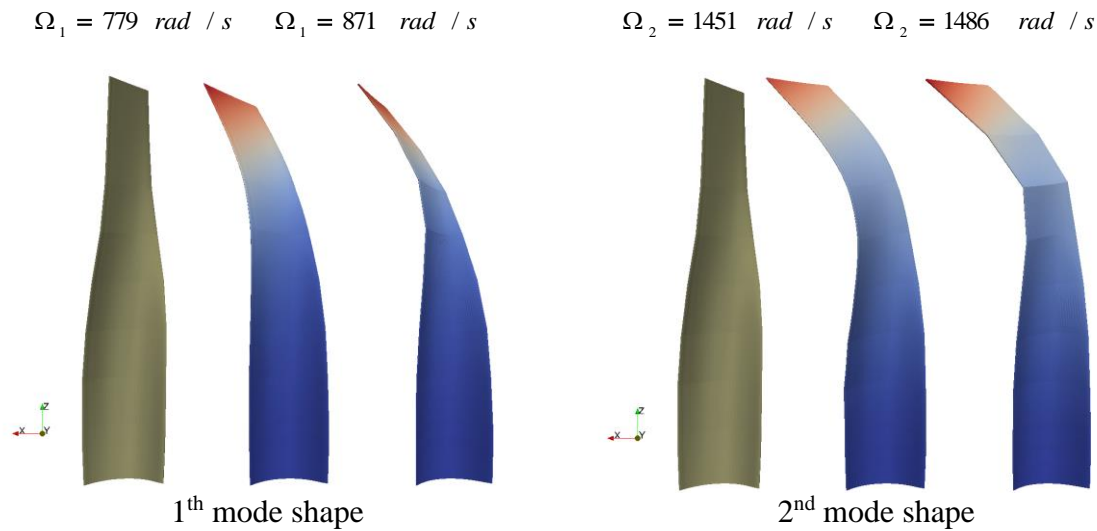 Ω₁ = 779 rad / s Ω₁ = 871 rad / s Ω₂ = 1451 rad / s Ω₂ = 1486 rad / s
Z Z
X Y X Y
1ᵗʰ mode shape 2ⁿᵈ mode shape